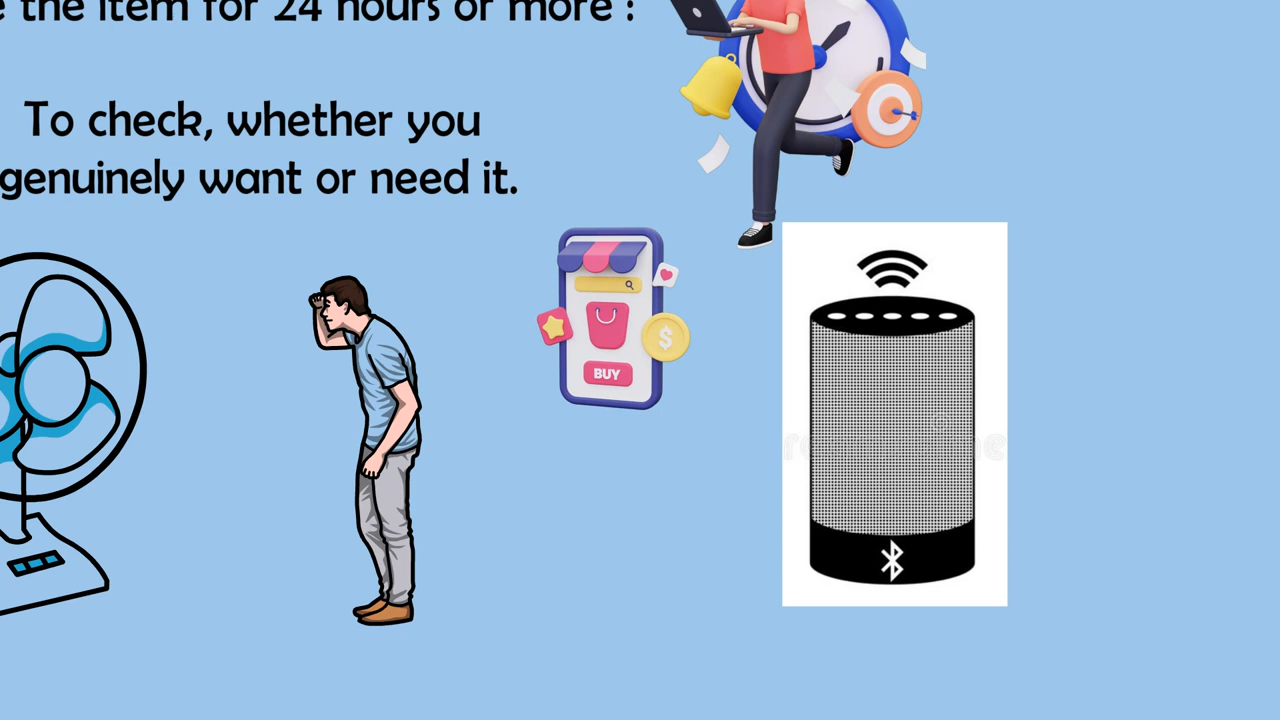 the item for 24 hours or more :
To check, whether you
genuinely want or need it.
$
BUY